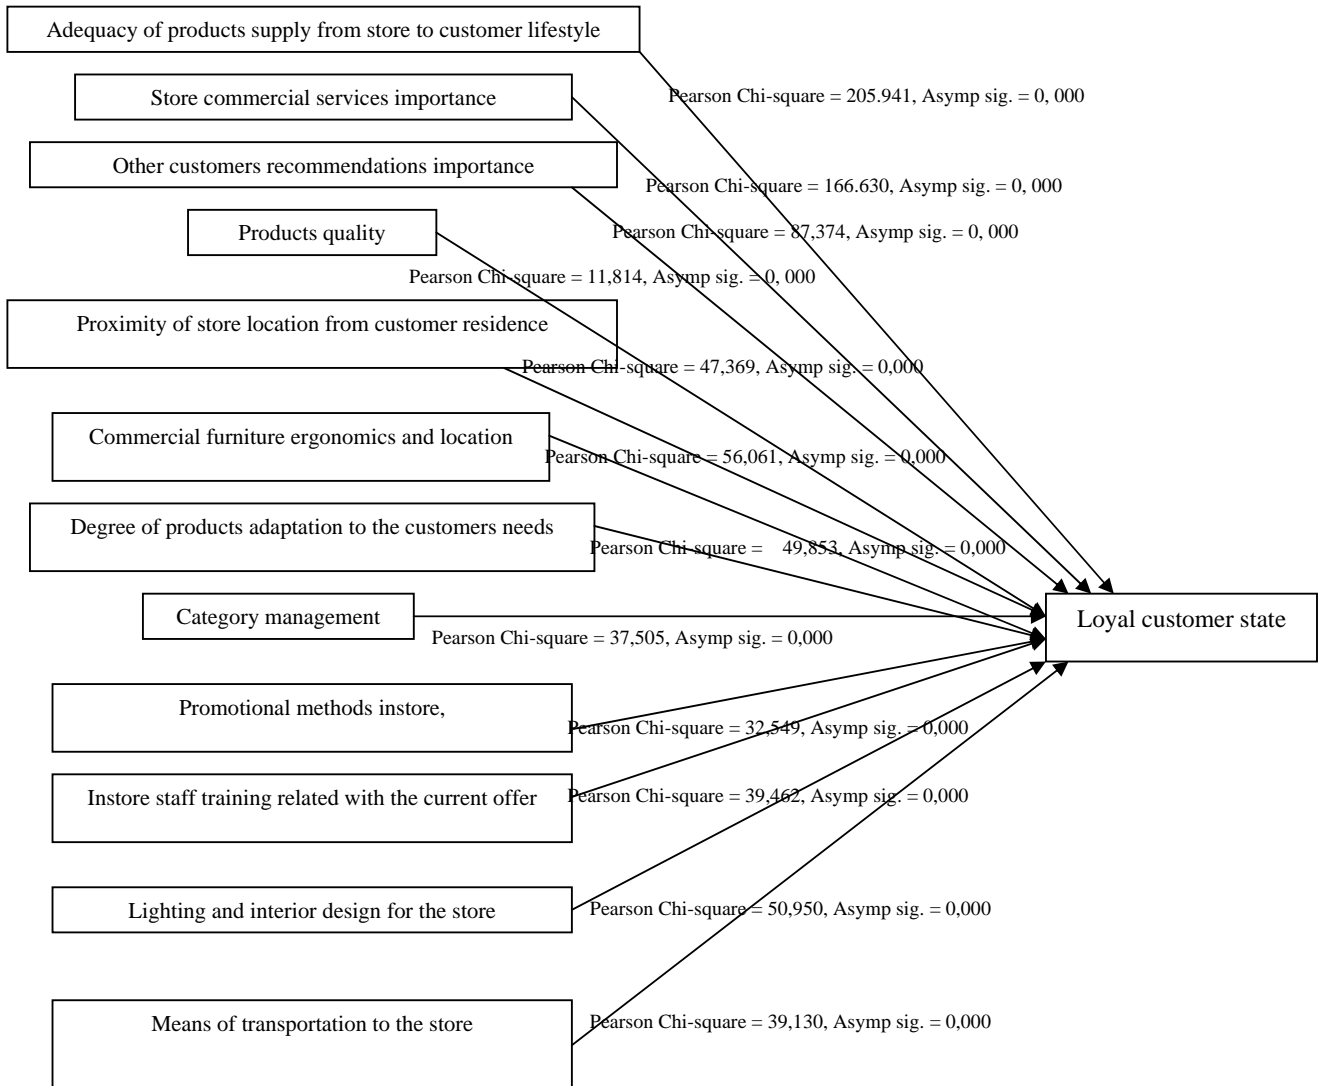 Adequacy of products supply from store to customer lifestyle
Store commercial services importance
Pearson Chi-square = 205.941, Asymp sig. = 0, 000
Other customers recommendations importance
Pearson Chi-square = 166.630, Asymp sig. = 0, 000
Products quality
Pearson Chi-square = 87,374, Asymp sig. = 0, 000
Pearson Chi-square = 11,814, Asymp sig. = 0, 000
Proximity of store location from customer residence
Pearson Chi-square = 47,369, Asymp sig. = 0,000
Commercial furniture ergonomics and location
Pearson Chi-square = 56,061, Asymp sig. = 0,000
Degree of products adaptation to the customers needs
Pearson Chi-square = 49,853, Asymp sig. = 0,000
Category management
Loyal customer state
Pearson Chi-square = 37,505, Asymp sig. = 0,000
Promotional methods instore,
Pearson Chi-square = 32,549, Asymp sig. = 0,000
Instore staff training related with the current offer
Pearson Chi-square = 39,462, Asymp sig. = 0,000
Lighting and interior design for the store
Pearson Chi-square = 50,950, Asymp sig. = 0,000
Means of transportation to the store
Pearson Chi-square = 39,130, Asymp sig. = 0,000